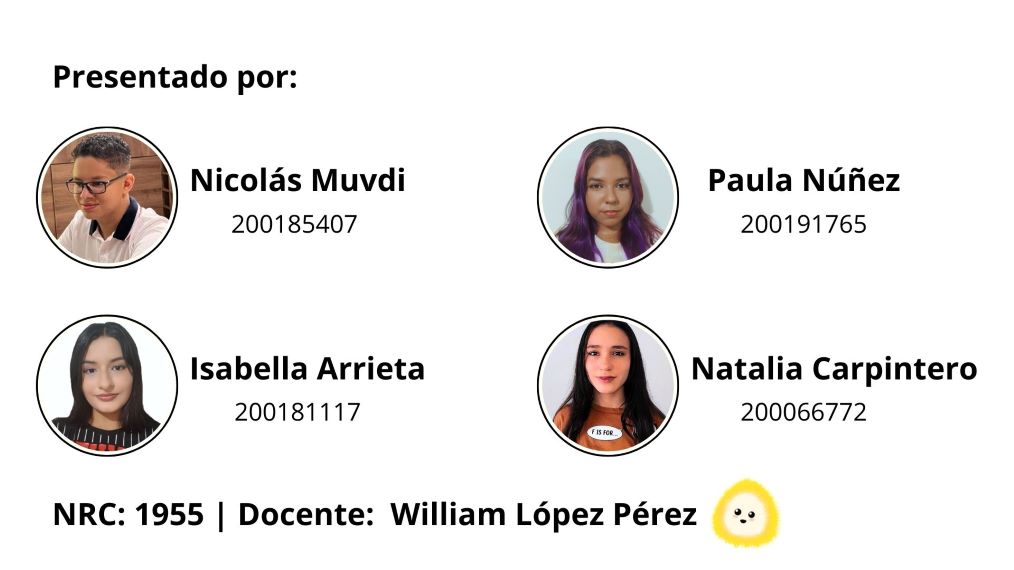 Presentado por:
Nicolás Muvdi
200185407
Paula Núñez
200191765
Isabella Arrieta
200181117
Natalia Carpintero
200066772
F IS FOR...
NRC: 1955 | Docente:  William López Pérez